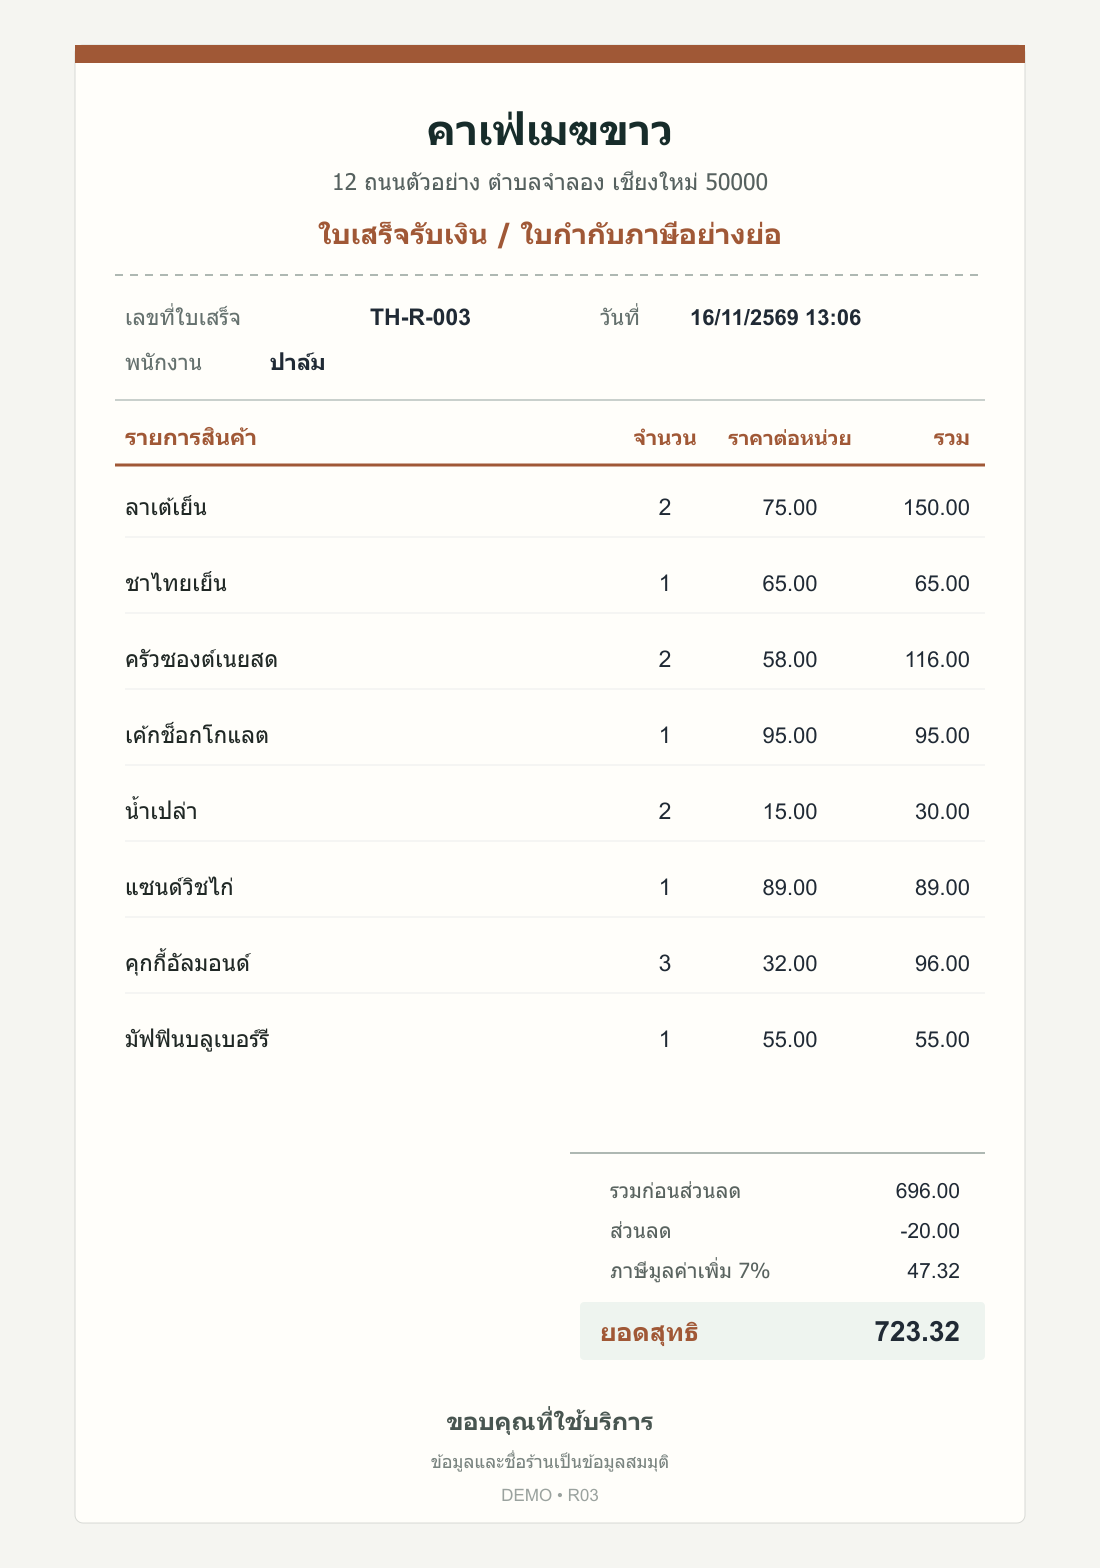 คาเฟ่เมฆขาว
12 ถนนตัวอย่าง ตำบลจำลอง เชียงใหม่ 50000
ใบเสร็จรับเงิน / ใบกำกับภาษีอย่างย่อ
เลขที่ใบเสร็จ TH-R-003 วันที่ 16/11/2569 13:06
พนักงาน ปาล์ม
รายการสินค้า จำนวน ราคาต่อหน่วย รวม
ลาเต้เย็น 2 75.00 150.00
ชาไทยเย็น 1 65.00 65.00
ครัวซองต์เนยสด 2 58.00 116.00
เค้กช็อกโกแลต 1 95.00 95.00
น้ำเปล่า 2 15.00 30.00
แซนด์วิชไก่ 1 89.00 89.00
คุกกี้อัลมอนด์ 3 32.00 96.00
มัฟฟินบลูเบอร์รี 1 55.00 55.00
รวมก่อนส่วนลด 696.00
ส่วนลด -20.00
ภาษีมูลค่าเพิ่ม 7% 47.32
ยอดสุทธิ 723.32
ขอบคุณที่ใช้บริการ
ข้อมูลและชื่อร้านเป็นข้อมูลสมมุติ
DEMO • R03